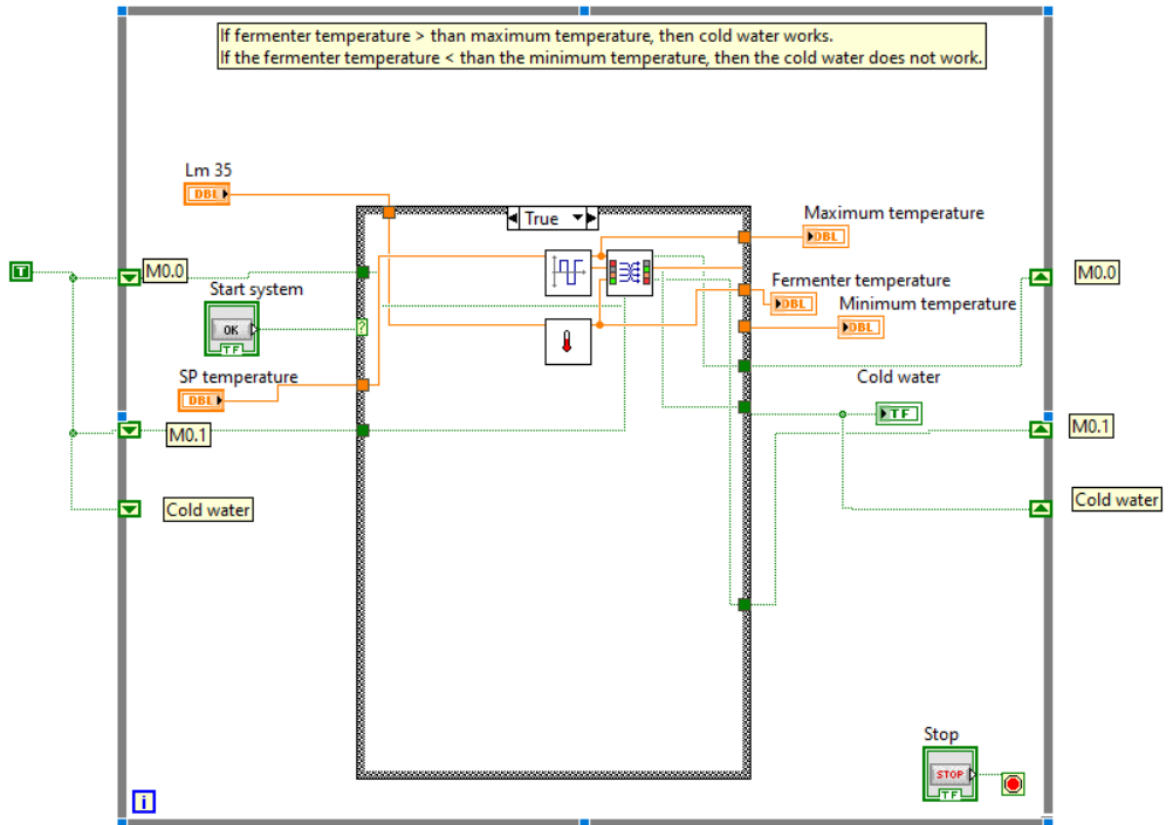 If fermenter temperature > than maximum temperature, then cold water works.
If the fermenter temperature < than the minimum temperature, then the cold water does not work.
Lm 35
DBL
True
Maximum temperature
DBL
T
M0.0
M0.0
Start system
OK
TF
?
Fermenter temperature
DBL
Minimum temperature
DBL
SP temperature
DBL
Cold water
TF
M0.1
M0.1
Cold water
Cold water
Stop
STOP
TF
i